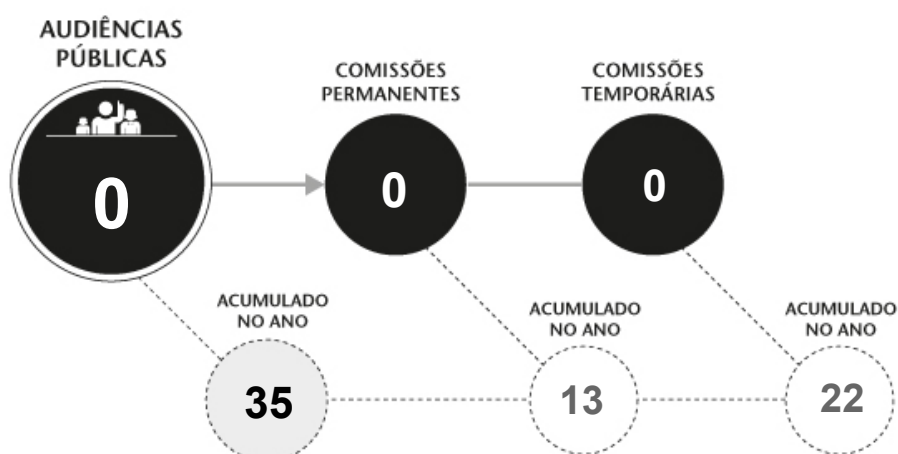 AUDIÊNCIAS
PÚBLICAS
0
COMISSÕES
PERMANENTES
0
COMISSÕES
TEMPORÁRIAS
0
ACUMULADO
NO ANO
35
ACUMULADO
NO ANO
13
ACUMULADO
NO ANO
22